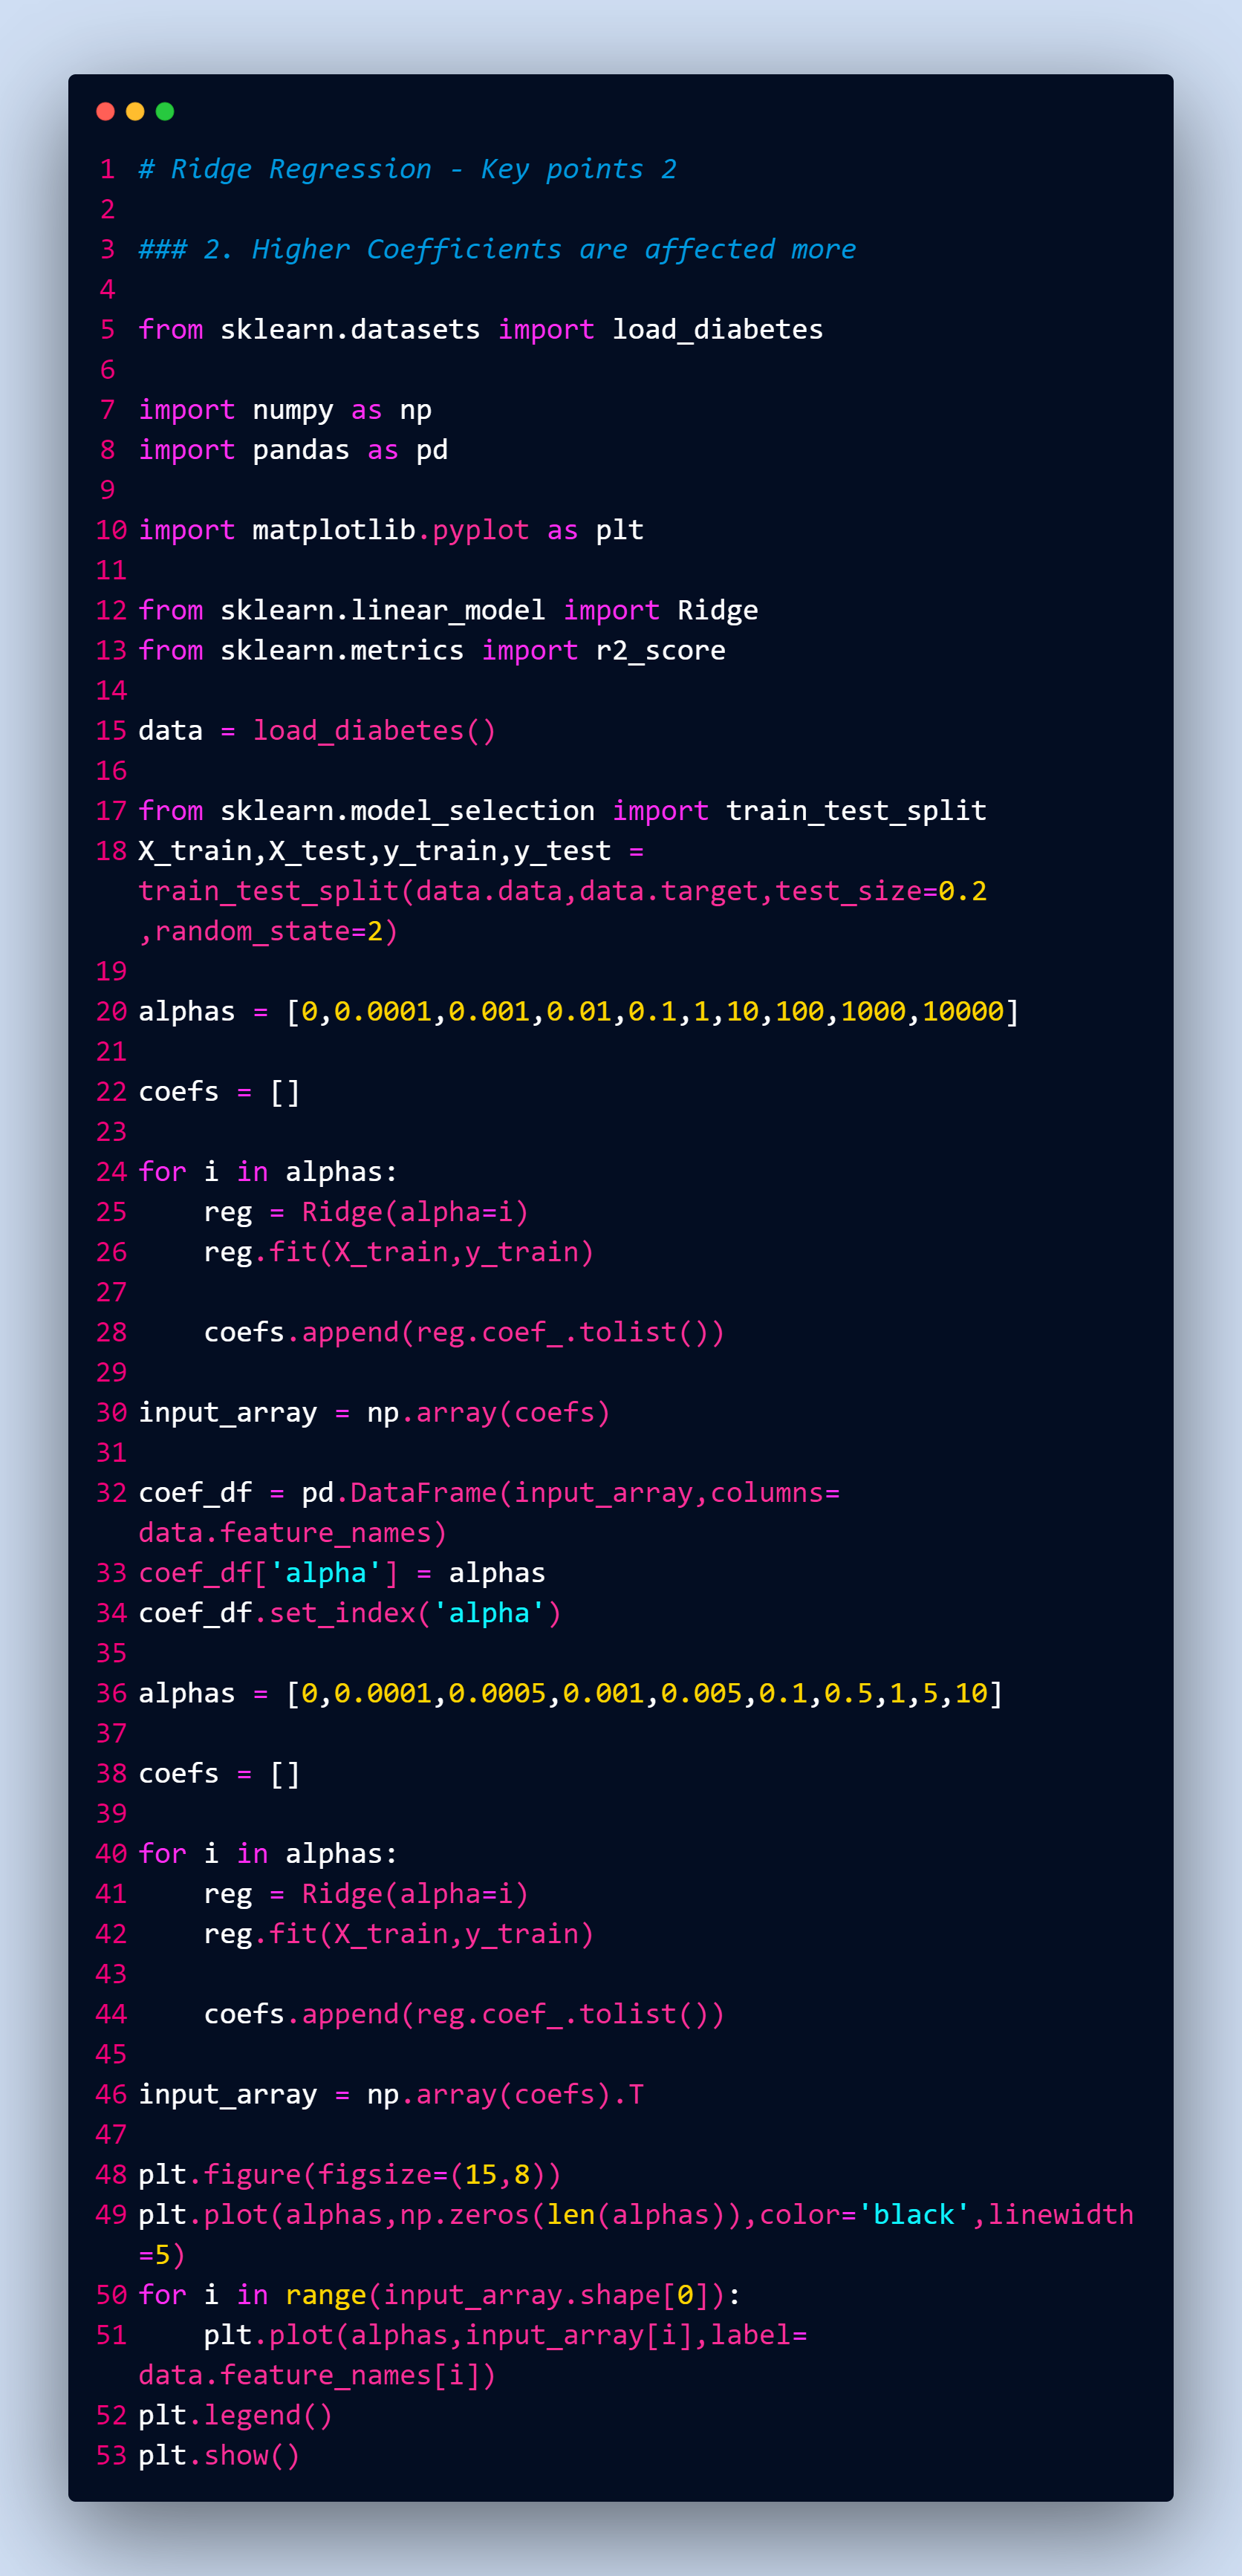 1 # Ridge Regression - Key points 2
2
3 ### 2. Higher Coefficients are affected more
4
5 from sklearn.datasets import load_diabetes
6
7 import numpy as np
8 import pandas as pd
9
10 import matplotlib.pyplot as plt
11
12 from sklearn.linear_model import Ridge
13 from sklearn.metrics import r2_score
14
15 data = load_diabetes()
16
17 from sklearn.model_selection import train_test_split
18 X_train,X_test,y_train,y_test =
train_test_split(data.data,data.target,test_size=0.2
,random_state=2)
19
20 alphas = [0,0.0001,0.001,0.01,0.1,1,10,100,1000,10000]
21
22 coefs = []
23
24 for i in alphas:
25     reg = Ridge(alpha=i)
26     reg.fit(X_train,y_train)
27
28     coefs.append(reg.coef_.tolist())
29
30 input_array = np.array(coefs)
31
32 coef_df = pd.DataFrame(input_array,columns=
data.feature_names)
33 coef_df['alpha'] = alphas
34 coef_df.set_index('alpha')
35
36 alphas = [0,0.0001,0.0005,0.001,0.005,0.1,0.5,1,5,10]
37
38 coefs = []
39
40 for i in alphas:
41     reg = Ridge(alpha=i)
42     reg.fit(X_train,y_train)
43
44     coefs.append(reg.coef_.tolist())
45
46 input_array = np.array(coefs).T
47
48 plt.figure(figsize=(15,8))
49 plt.plot(alphas,np.zeros(len(alphas)),color='black',linewidth
=5)
50 for i in range(input_array.shape[0]):
51     plt.plot(alphas,input_array[i],label=
data.feature_names[i])
52 plt.legend()
53 plt.show()